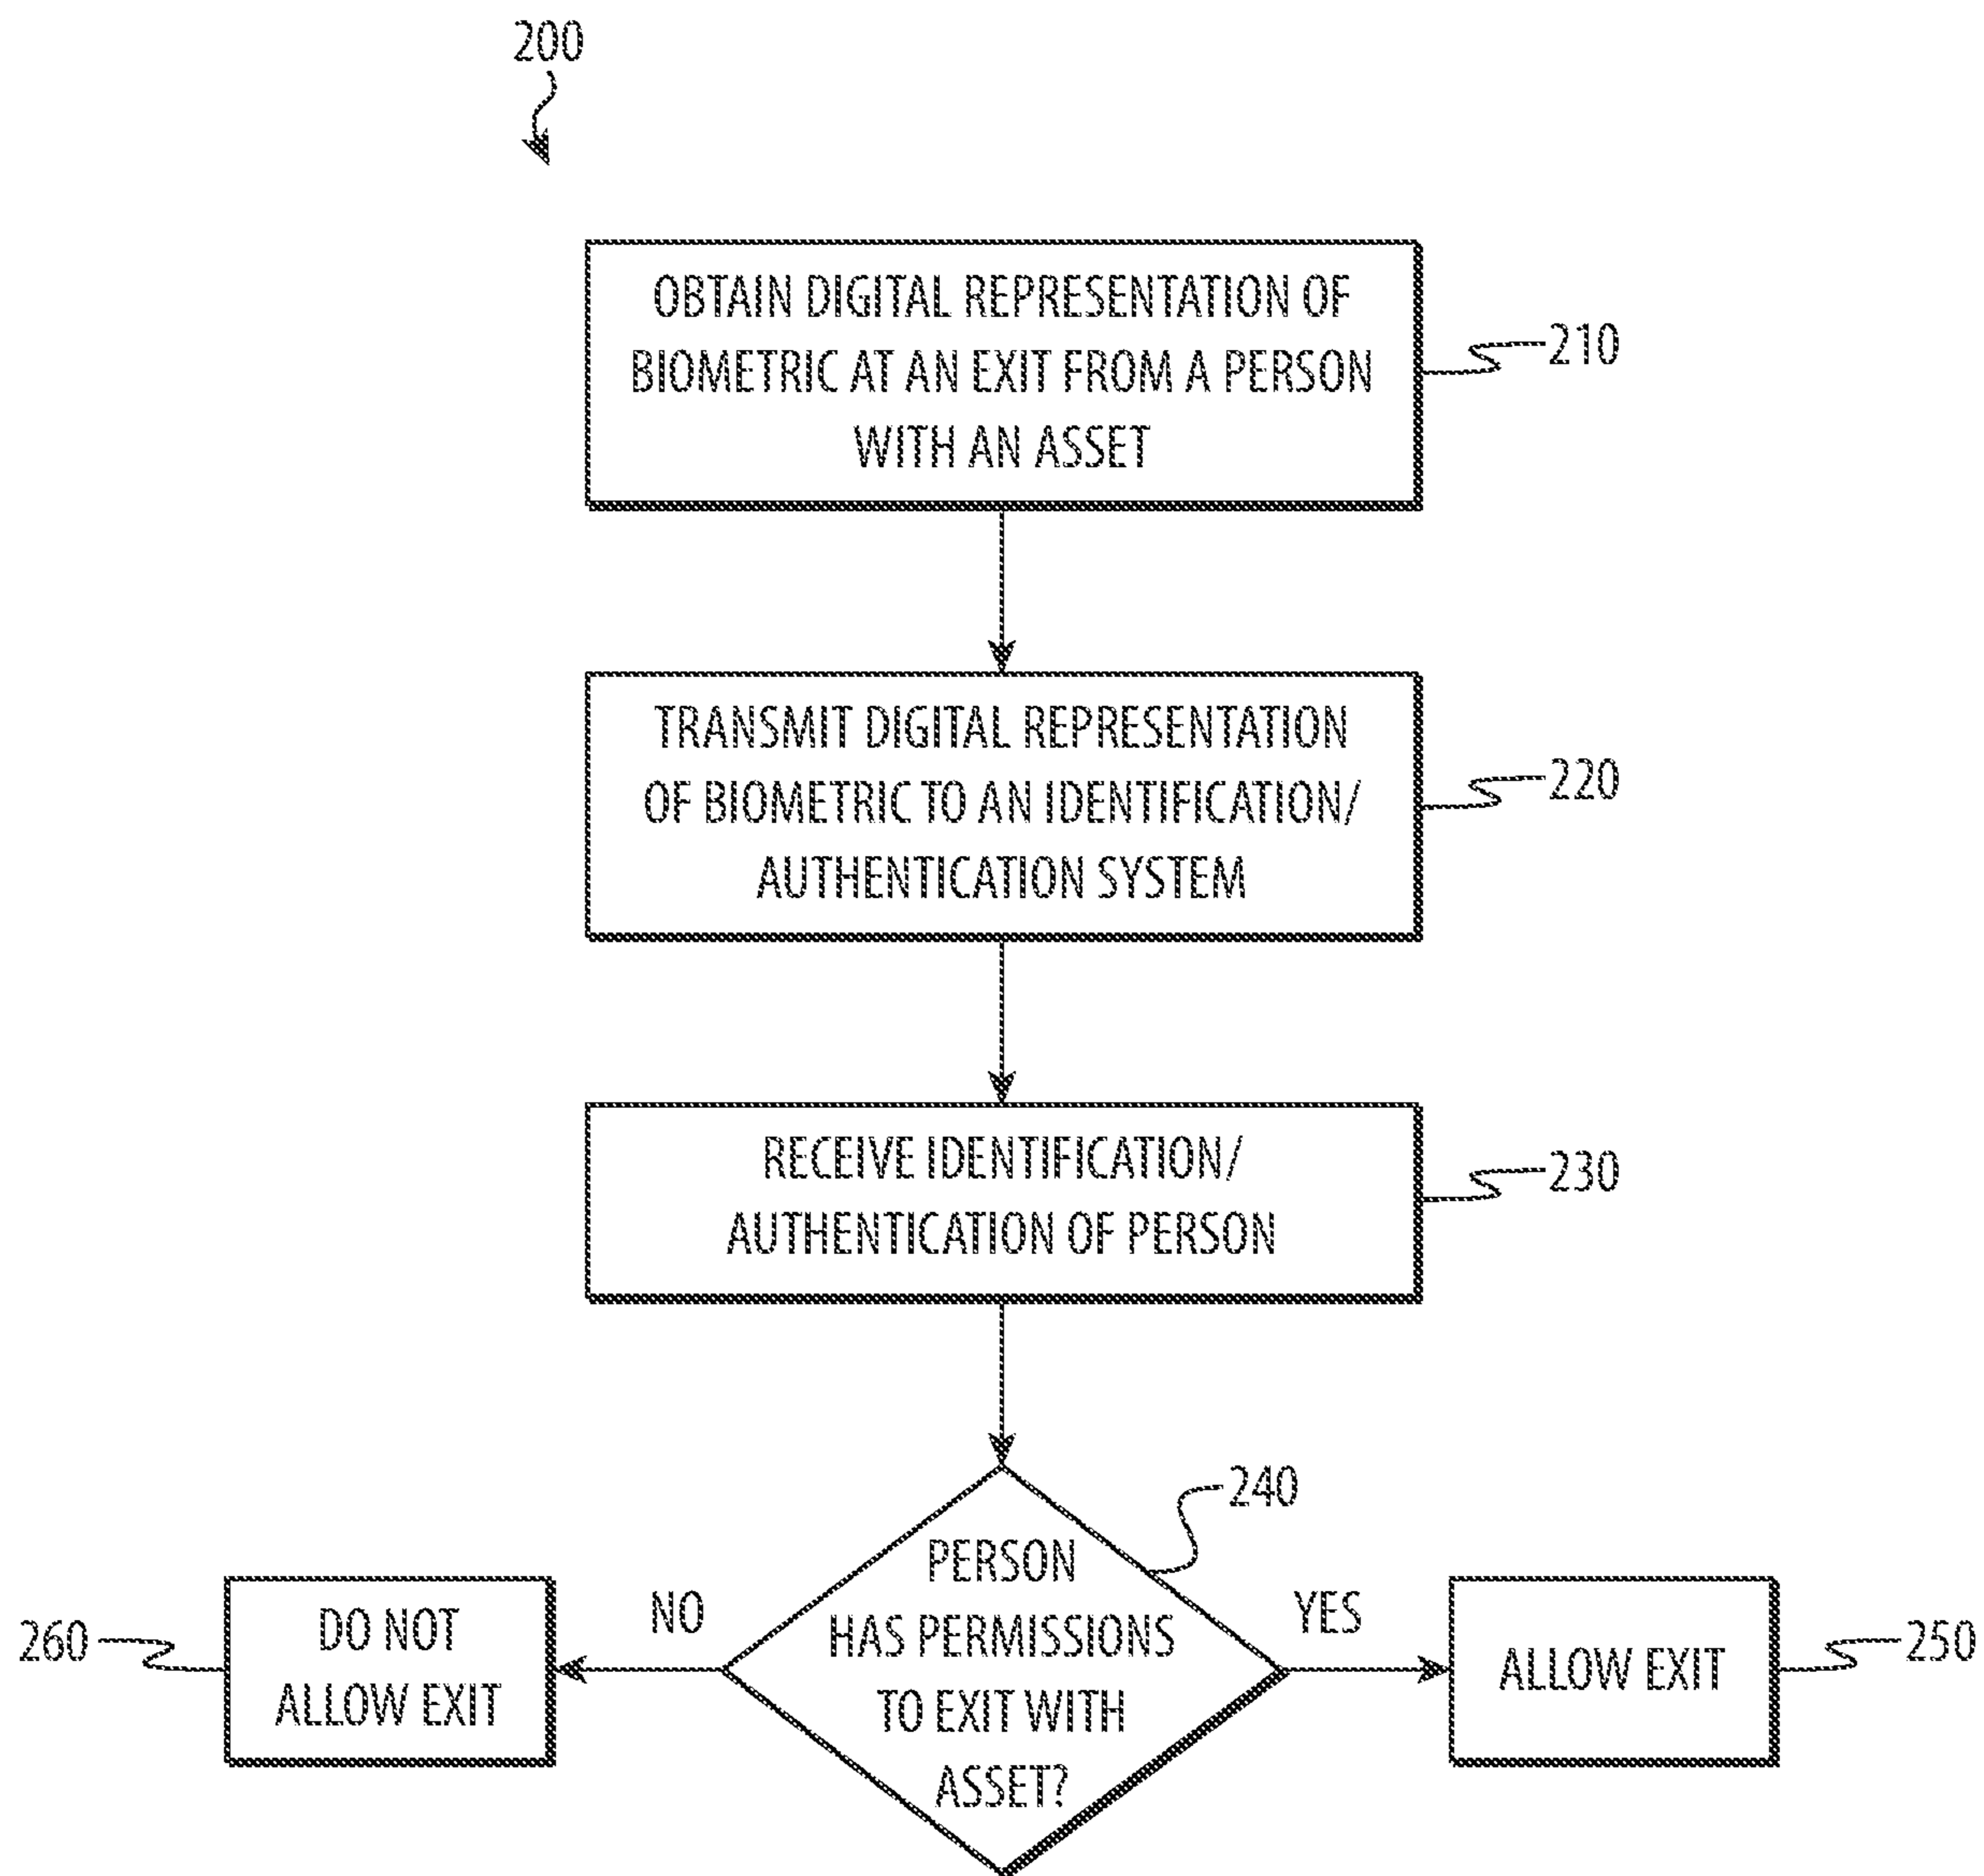 200
OBTAIN DIGITAL REPRESENTATION OF
BIOMETRIC AT AN EXIT FROM A PERSON
WITH AN ASSET
210
TRANSMIT DIGITAL REPRESENTATION
OF BIOMETRIC TO AN IDENTIFICATION/
AUTHENTICATION SYSTEM
220
RECEIVE IDENTIFICATION/
AUTHENTICATION OF PERSON
230
240
PERSON
HAS PERMISSIONS
TO EXIT WITH
ASSET?
NO
YES
DO NOT
ALLOW EXIT
260
ALLOW EXIT
250